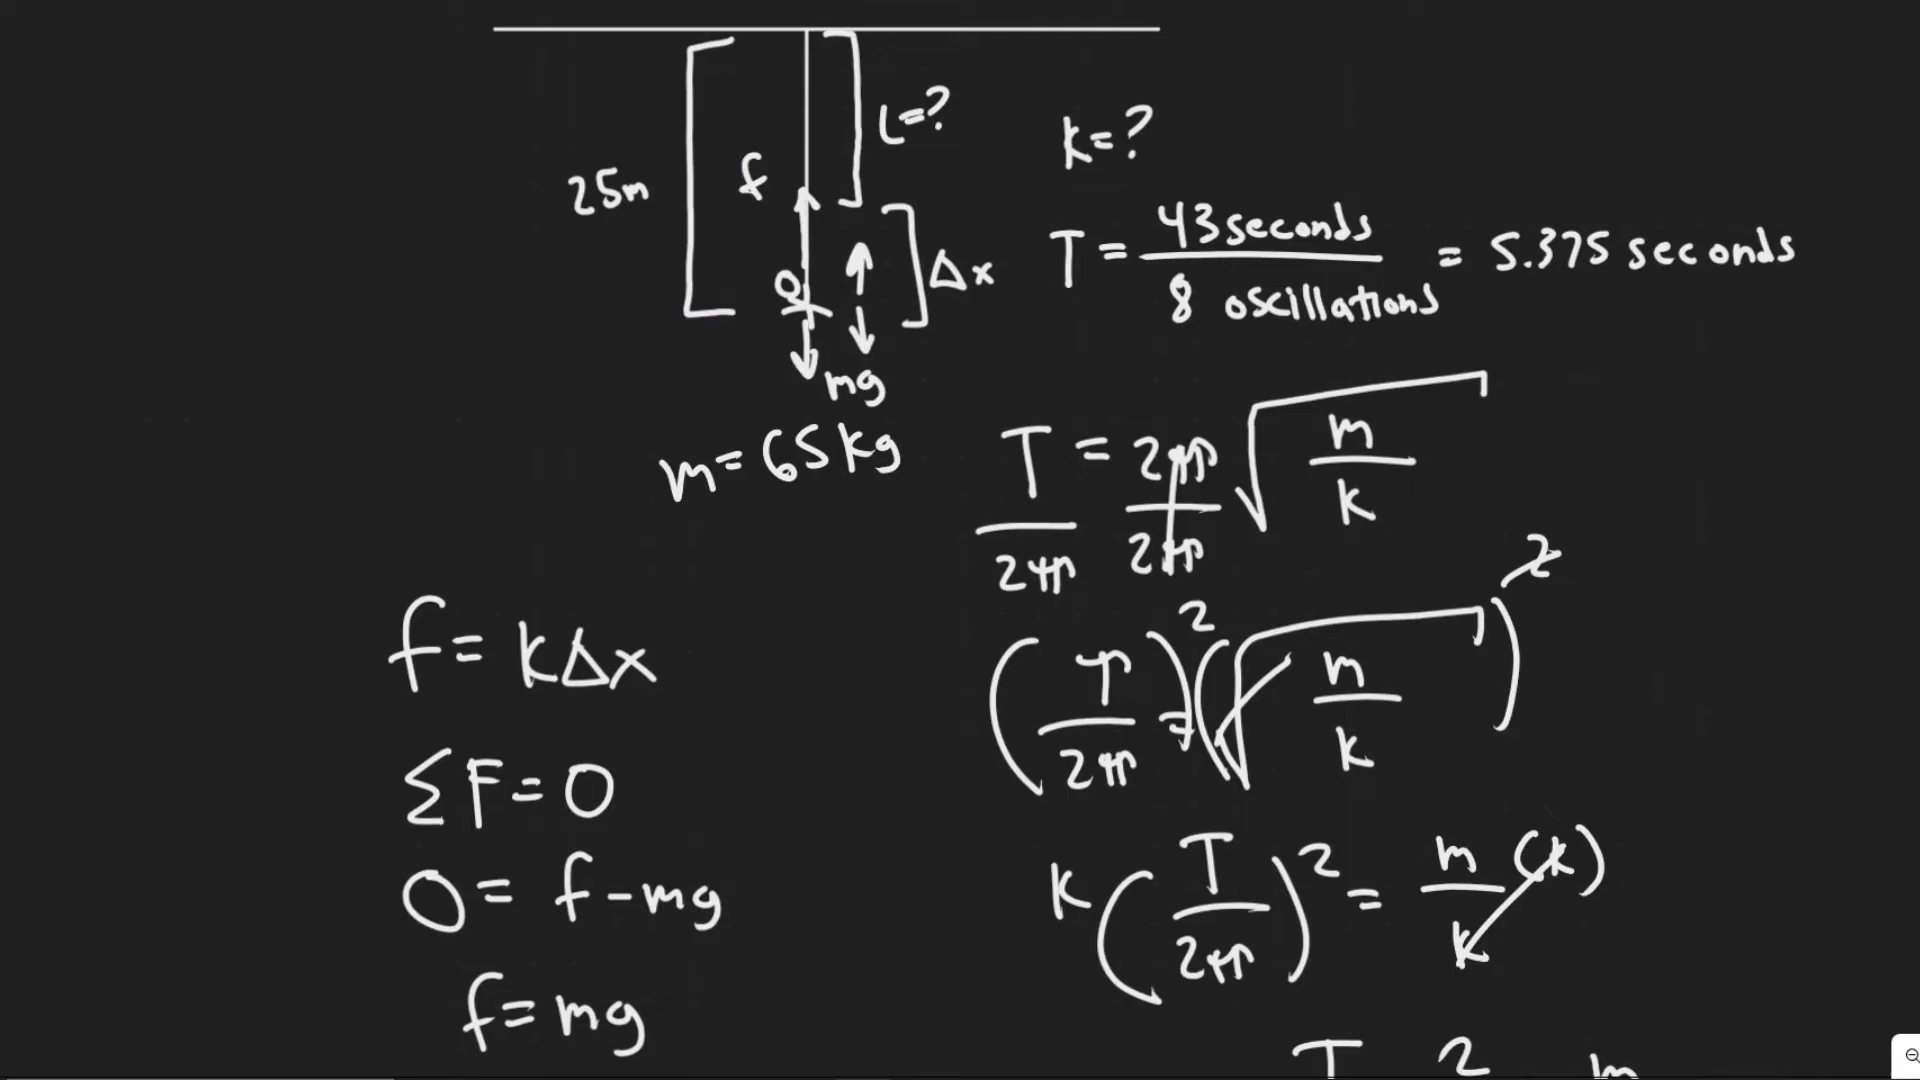 L=?
25m
f
k=?
T = 43 seconds / 8 oscillations = 5.375 seconds
Δx
mg
m=65kg
T / 2π = 2π / 2π √ m / k
(T / 2π)² = (√ m / k)²
f=kΔx
ΣF=0
k (T / 2π)² = m / k (k)
0= f-mg
f=mg
T 2 m